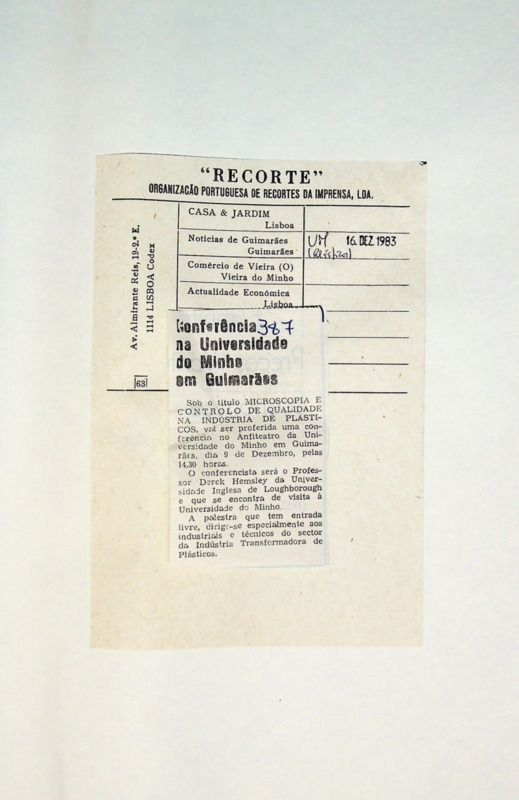 "RECORTE"
ORGANIZAÇÃO PORTUGUESA DE RECORTES DA IMPRENSA, LDA.
Av. Almirante Reis, 19-2.º E.
1114 LISBOA Codex
63
CASA & JARDIM
Lisboa
Notícias de Guimarães
Guimarães
UM 16. DEZ. 1983
(Plásticos)
Comércio de Vieira (O)
Vieira do Minho
Actualidade Económica
Lisboa
387
Conferência
na Universidade
do Minho
em Guimarães
Sob o título MICROSCOPIA E
CONTROLO DE QUALIDADE
NA INDÚSTRIA DE PLÁSTI-
COS, vai ser proferida uma con-
ferência no Anfiteatro da Uni-
versidade do Minho em Guima-
rães, dia 9 de Dezembro, pelas
14,30 horas.
O conferencista será o Profes-
sor Derek Hemsley da Univer-
sidade Inglesa de Loughborough
e que se encontra de visita à
Universidade do Minho.
A palestra que tem entrada
livre, dirige-se especialmente aos
industriais e técnicos do sector
da Indústria Transformadora de
Plásticos.